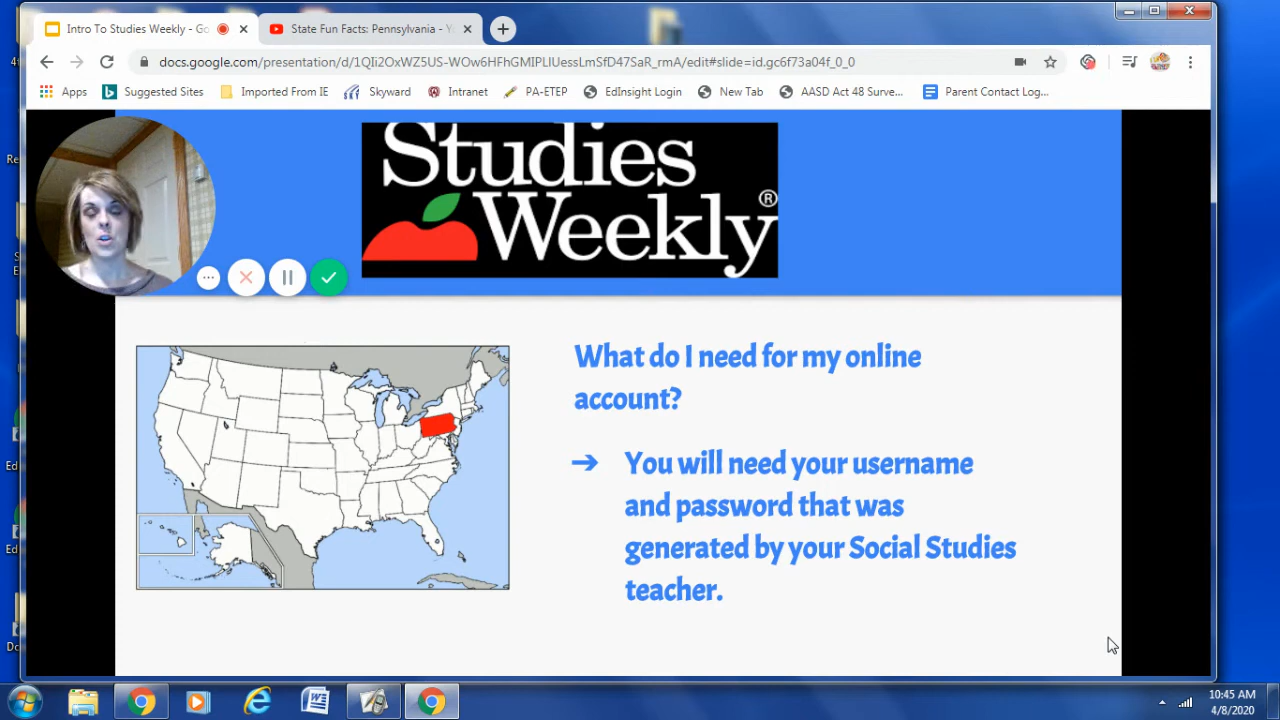 Intro To Studies Weekly - Go
State Fun Facts: Pennsylvania - Y
docs.google.com/presentation/d/1QIi2OxWZ3US-WOw6HFhGMIPLIUessLmSfD47SaR_rmA/edit#slide=id.gc6f73a04f_0_0
Apps
Suggested Sites
Imported From IE
Skyward
Intranet
PA-ETEP
EdInsight Login
New Tab
AASD Act 48 Surve...
Parent Contact Log...
Studies
Weekly®
What do I need for my online
account?
➔ You will need your username
and password that was
generated by your Social Studies
teacher.
Ed
Ed
10:45 AM
4/8/2020